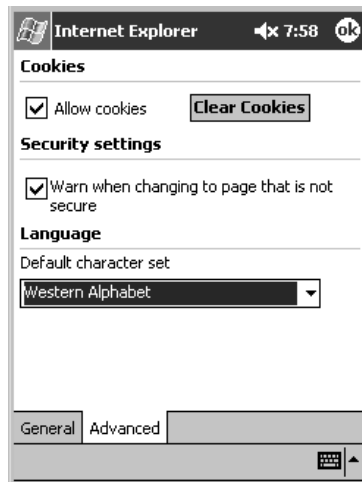 Internet Explorer 7:58 ok
Cookies
Allow cookies Clear Cookies
Security settings
Warn when changing to page that is not
secure
Language
Default character set
Western Alphabet
General Advanced